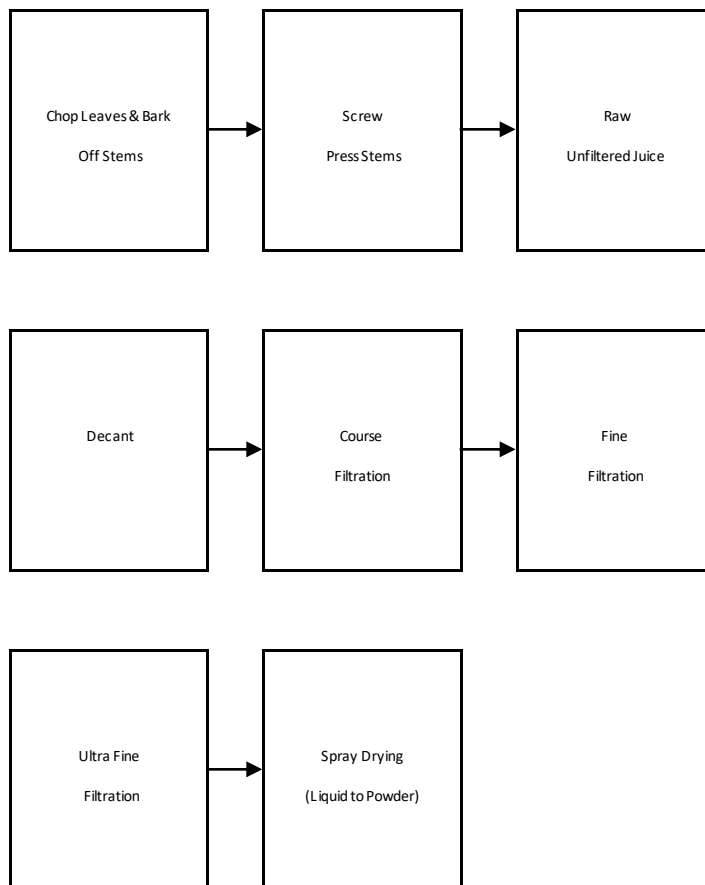 Chop Leaves & Bark
Off Stems
Screw
Press Stems
Raw
Unfiltered Juice
Decant
Course
Filtration
Fine
Filtration
Ultra Fine
Filtration
Spray Drying
(Liquid to Powder)